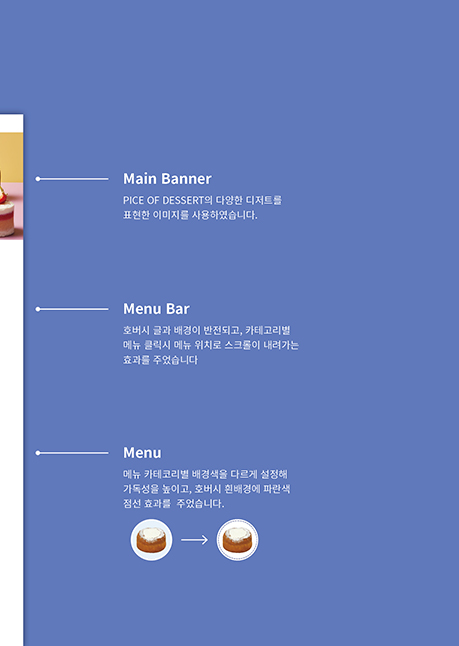 Main Banner
PICE OF DESSERT의 다양한 디저트를
표현한 이미지를 사용하였습니다.
Menu Bar
호버시 글과 배경이 반전되고, 카테고리별
메뉴 클릭시 메뉴 위치로 스크롤이 내려가는
효과를 주었습니다
Menu
메뉴 카테코리별 배경색을 다르게 설정해
가독성을 높이고, 호버시 흰배경에 파란색
점선 효과를 주었습니다.